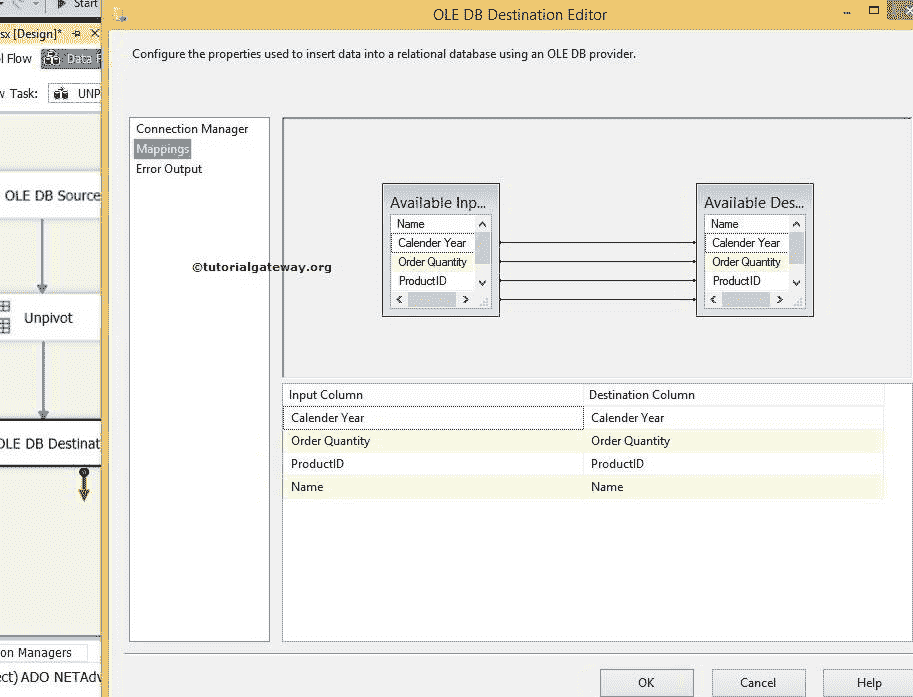 Start
OLE DB Destination Editor
sx [Design]*
Configure the properties used to insert data into a relational database using an OLE DB provider.
l Flow
Data F
w Task:
UNP
Connection Manager
Mappings
Error Output
OLE DB Source
Unpivot
OLE DB Destinat
Available Inp...
Name
Calender Year
Order Quantity
ProductID
Available Des...
Name
Calender Year
Order Quantity
ProductID
©tutorialgateway.org
Input Column Destination Column
Calender Year Calender Year
Order Quantity Order Quantity
ProductID ProductID
Name Name
on Managers
ect) ADO NETAdv
OK Cancel Help